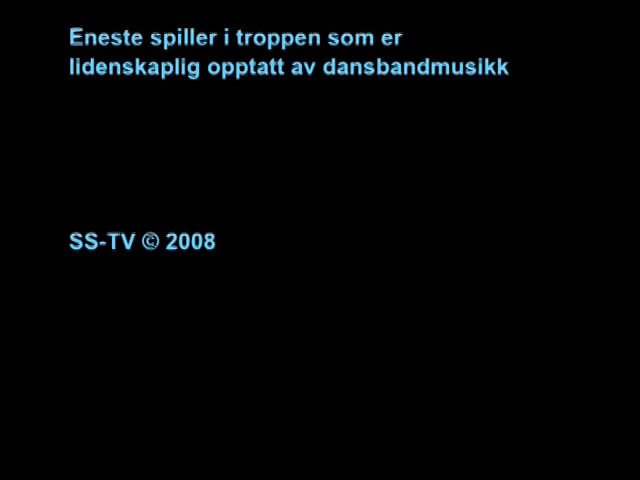 Eneste spiller i troppen som er
lidenskaplig opptatt av dansbandmusikk
SS-TV © 2008